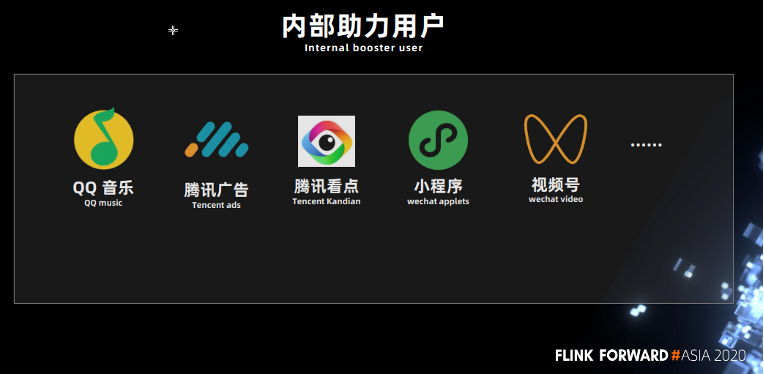 内部助力用户
Internal booster user
QQ 音乐
QQ music
腾讯广告
Tencent ads
腾讯看点
Tencent Kandian
小程序
wechat applets
视频号
wechat video
······
FLINK FORWARD #ASIA 2020